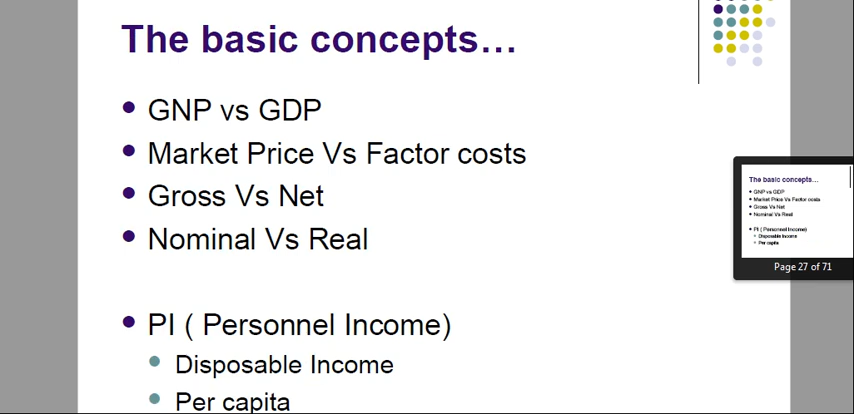 The basic concepts…
GNP vs GDP
Market Price Vs Factor costs
Gross Vs Net
Nominal Vs Real
PI ( Personnel Income)
Disposable Income
Per capita
The basic concepts…
GNP vs GDP
Market Price Vs Factor costs
Gross Vs Net
Nominal Vs Real
PI ( Personnel Income)
Disposable Income
Per capita
Page 27 of 71